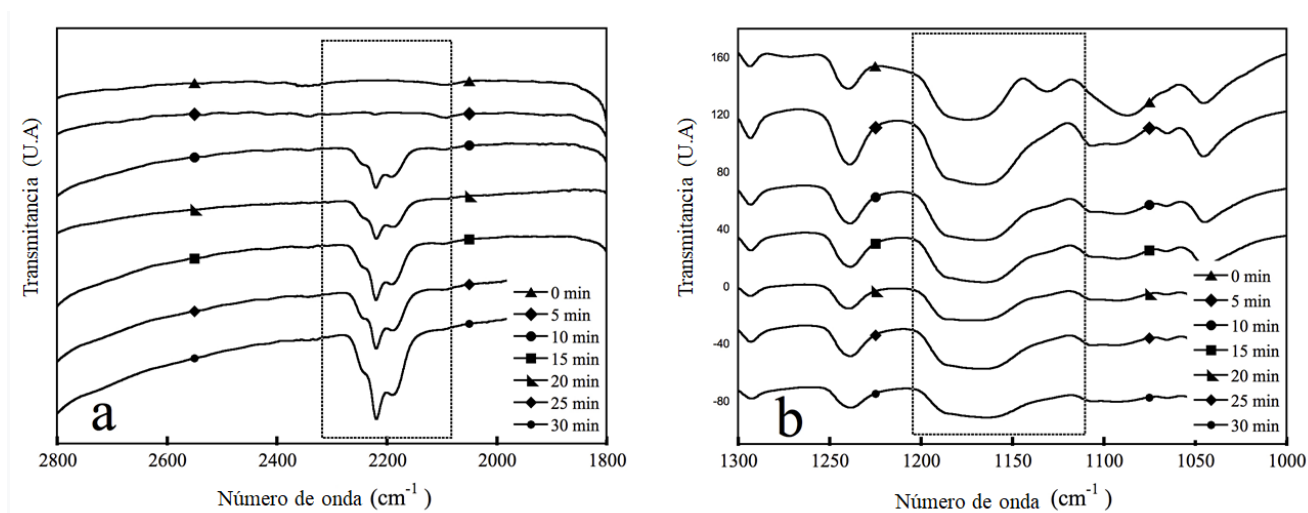 Transmitancia (U.A)
0 min
5 min
10 min
15 min
20 min
25 min
30 min
a
2800 2600 2400 2200 2000 1800
Número de onda (cm-1)
Transmitancia (U.A)
160
120
80
40
0
-40
-80
0 min
5 min
10 min
15 min
20 min
25 min
30 min
b
1300 1250 1200 1150 1100 1050 1000
Número de onda (cm-1)